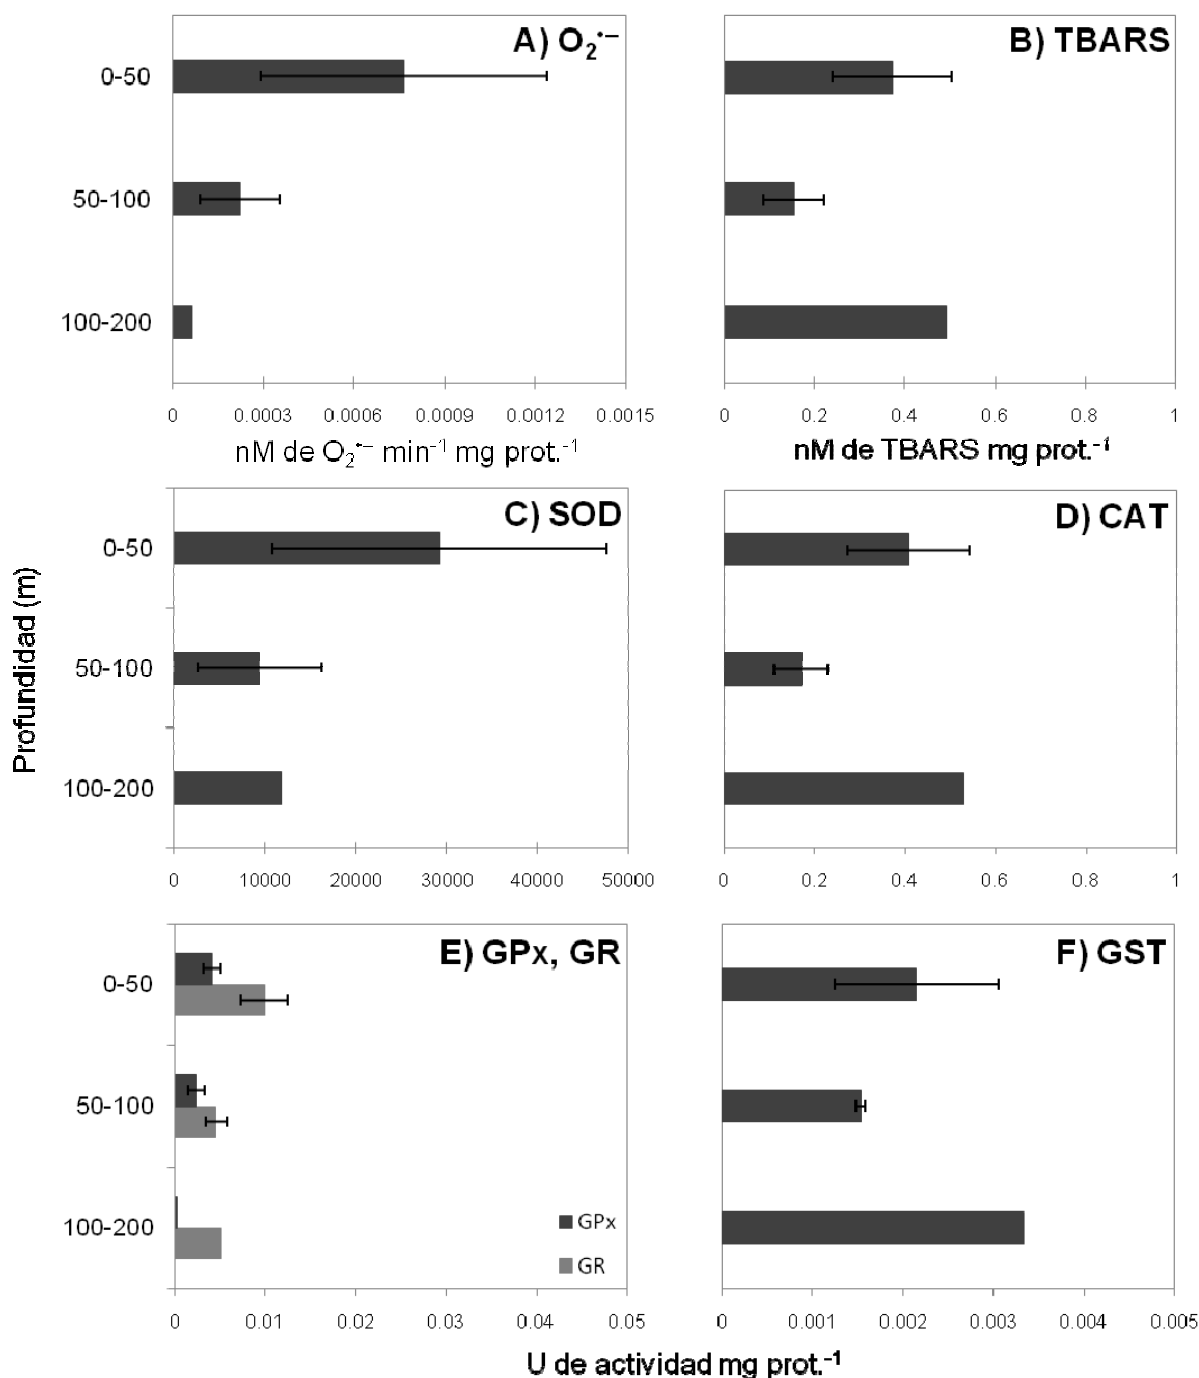 A) O₂•−
B) TBARS
0-50
50-100
100-200
0 0.0003 0.0006 0.0009 0.0012 0.0015
0 0.2 0.4 0.6 0.8 1
nM de O₂•− min⁻¹ mg prot.⁻¹
nM de TBARS mg prot.⁻¹
Profundidad (m)
C) SOD
D) CAT
0-50
50-100
100-200
0 10000 20000 30000 40000 50000
0 0.2 0.4 0.6 0.8 1
E) GPx, GR
F) GST
0-50
50-100
100-200
GPx
GR
0 0.01 0.02 0.03 0.04 0.05
0 0.001 0.002 0.003 0.004 0.005
U de actividad mg prot.⁻¹